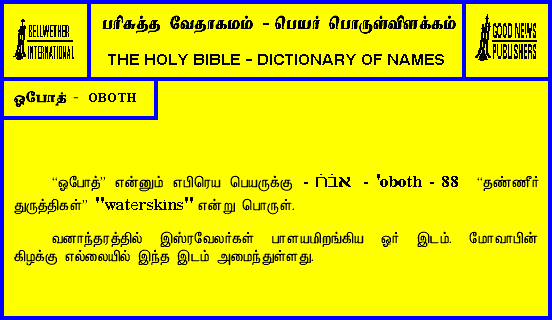 BELLWETHER
INTERNATIONAL
பரிசுத்த வேதாகமம் - பெயர் பொருள்விளக்கம்
THE HOLY BIBLE - DICTIONARY OF NAMES
GOOD NEWS
PUBLISHERS
ஓபோத் - OBOTH
“ஒபோத்” என்னும் எபிரெய பெயருக்கு - אבׂת - 'oboth - 88 “தண்ணீர்
துருத்திகள்” "waterskins" என்று பொருள்.
வனாந்தரத்தில் இஸ்ரவேலர்கள் பாளயமிறங்கிய ஓர் இடம். மோவாபின்
கிழக்கு எல்லையில் இந்த இடம் அமைந்துள்ளது.